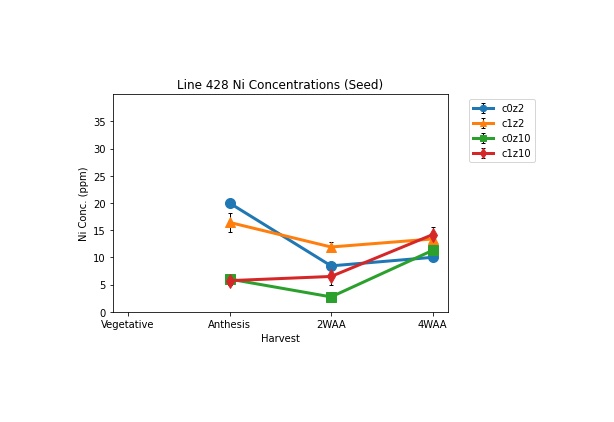 Line 428 Ni Concentrations (Seed)
c0z2
c1z2
c0z10
c1z10
35
30
25
20
15
10
5
0
Ni Conc. (ppm)
Vegetative Anthesis 2WAA 4WAA
Harvest